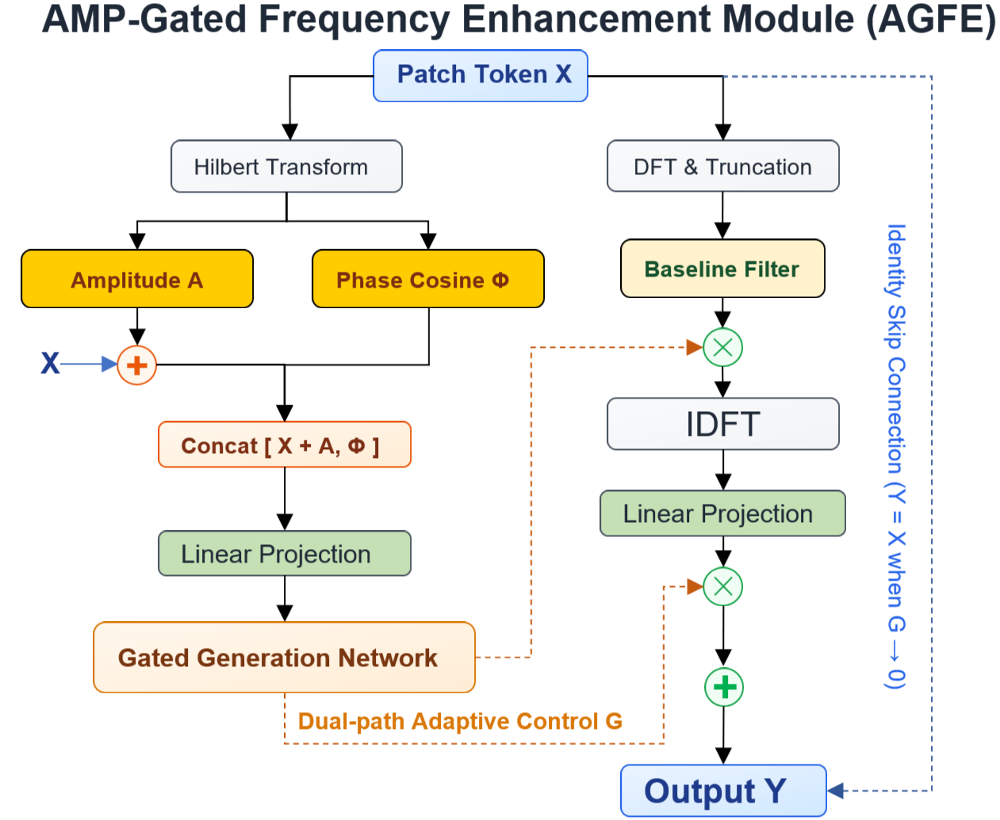 AMP-Gated Frequency Enhancement Module (AGFE)
Patch Token X
Hilbert Transform
DFT & Truncation
Amplitude A
Phase Cosine Φ
Baseline Filter
X
Concat [ X + A, Φ ]
IDFT
Linear Projection
Linear Projection
Gated Generation Network
Dual-path Adaptive Control G
Identity Skip Connection (Y = X when G → 0)
Output Y